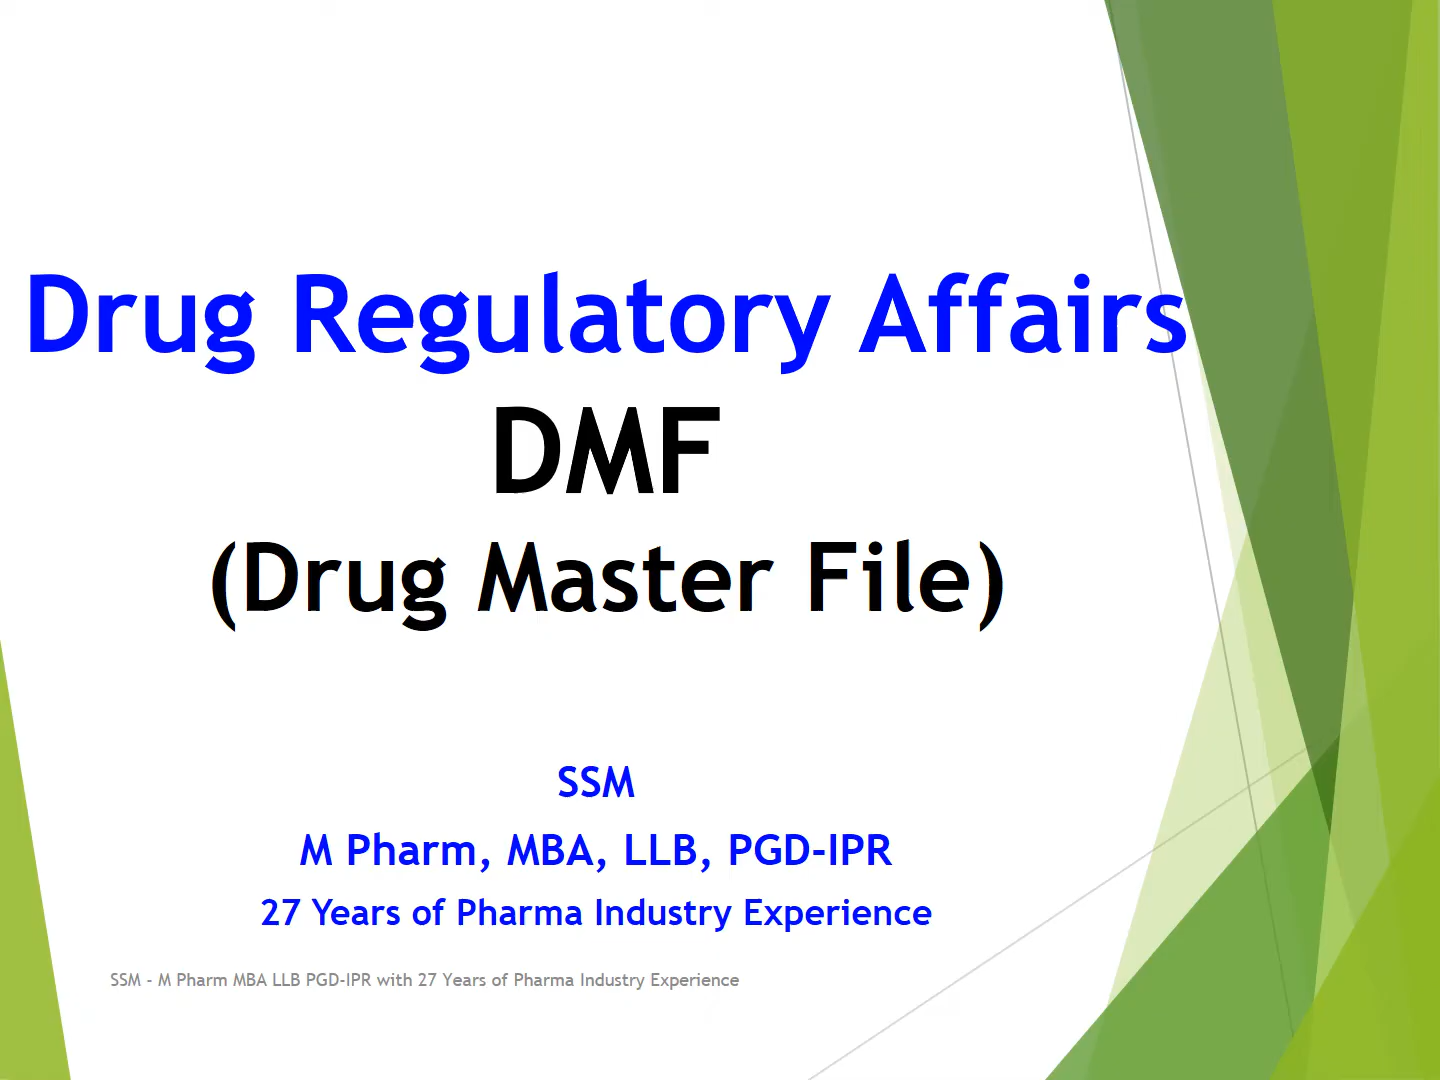 Drug Regulatory Affairs
DMF
(Drug Master File)
SSM
M Pharm, MBA, LLB, PGD-IPR
27 Years of Pharma Industry Experience
SSM - M Pharm MBA LLB PGD-IPR with 27 Years of Pharma Industry Experience